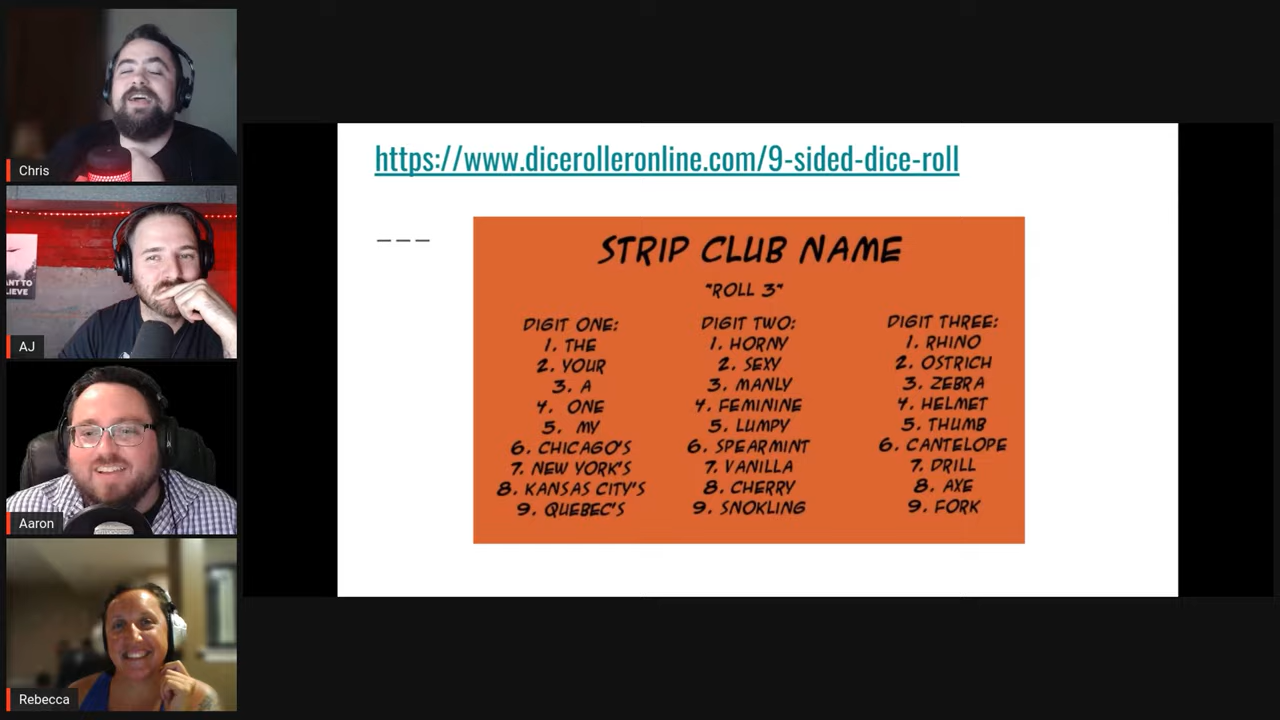 Chris
ANT TO
LIEVE
AJ
Aaron
Rebecca
https://www.dicerolleronline.com/9-sided-dice-roll
___
STRIP CLUB NAME
"ROLL 3"
DIGIT ONE:
1. THE
2. YOUR
3. A
4. ONE
5. MY
6. CHICAGO'S
7. NEW YORK'S
8. KANSAS CITY'S
9. QUEBEC'S
DIGIT TWO:
1. HORNY
2. SEXY
3. MANLY
4. FEMININE
5. LUMPY
6. SPEARMINT
7. VANILLA
8. CHERRY
9. SNOKLING
DIGIT THREE:
1. RHINO
2. OSTRICH
3. ZEBRA
4. HELMET
5. THUMB
6. CANTELOPE
7. DRILL
8. AXE
9. FORK